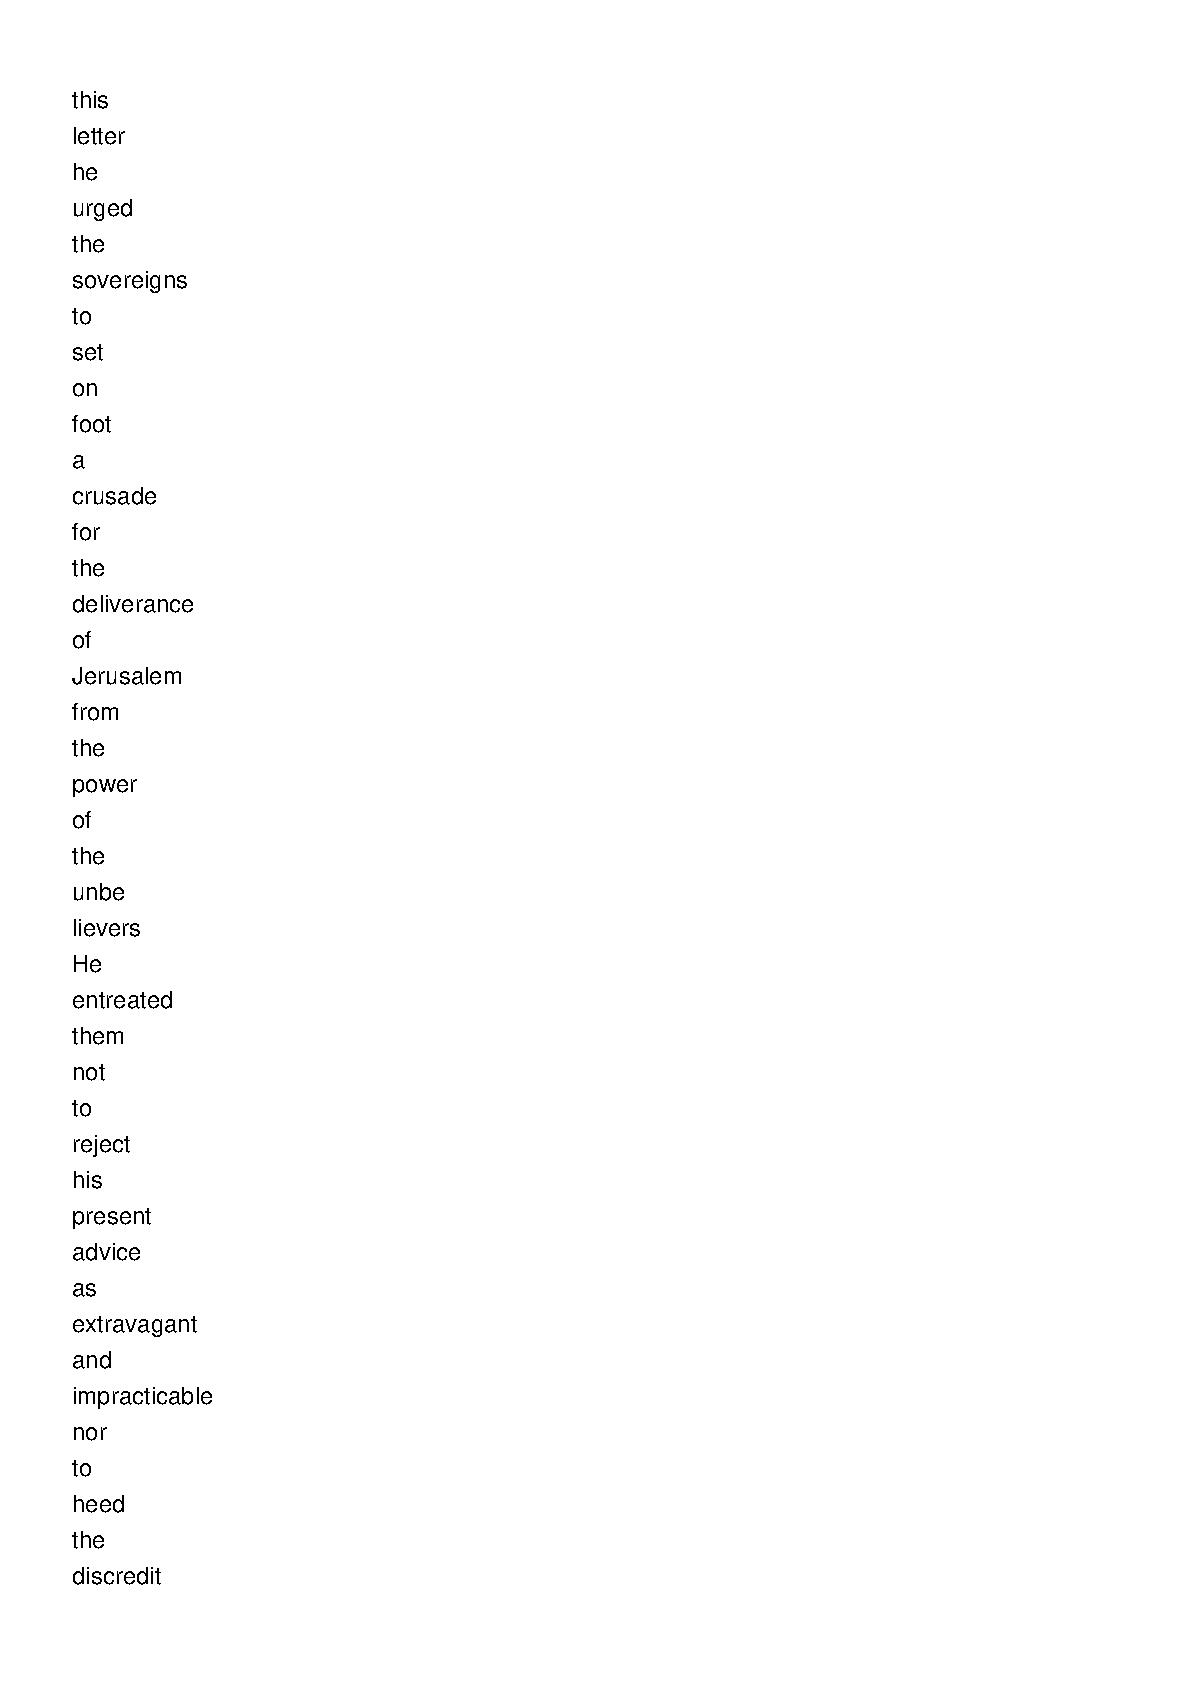 this
letter
he
urged
the
sovereigns
to
set
on
foot
a
crusade
for
the
deliverance
of
Jerusalem
from
the
power
of
the
unbe
lievers
He
entreated
them
not
to
reject
his
present
advice
as
extravagant
and
impracticable
nor
to
heed
the
discredit